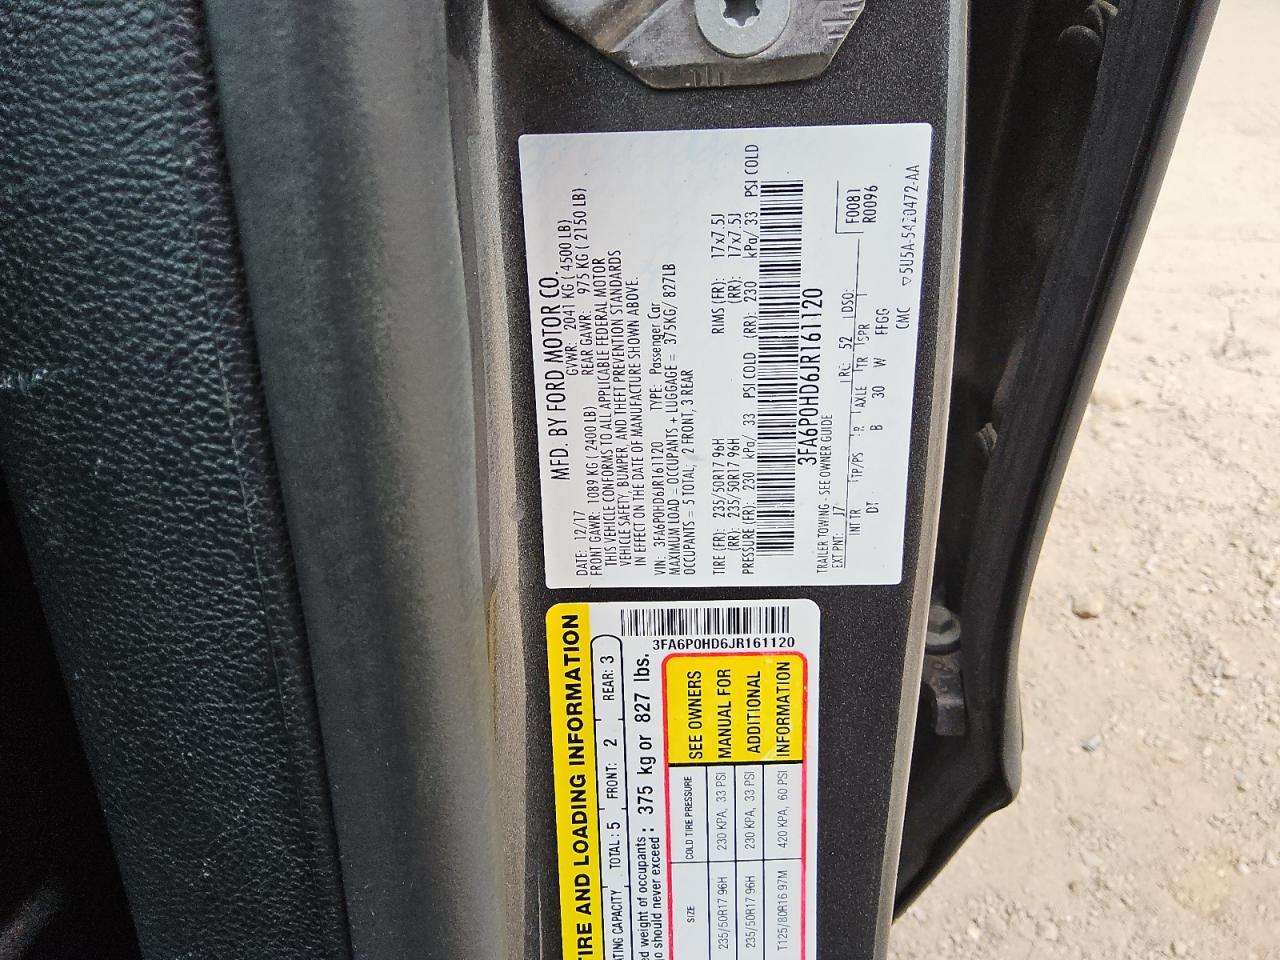 MFD. BY FORD MOTOR CO.
DATE: 12/17 GVWR: 2041 KG ( 4500 LB)
FRONT GAWR: 1089 KG ( 2400 LB) REAR GAWR: 975 KG ( 2150 LB)
THIS VEHICLE CONFORMS TO ALL APPLICABLE FEDERAL MOTOR
VEHICLE SAFETY, BUMPER, AND THEFT PREVENTION STANDARDS
IN EFFECT ON THE DATE OF MANUFACTURE SHOWN ABOVE.
VIN: 3FA6P0HD6JR161120 TYPE: Passenger Car
MAXIMUM LOAD = OCCUPANTS + LUGGAGE = 375KG/ 827LB
OCCUPANTS = 5 TOTAL, 2 FRONT, 3 REAR
TIRE (FR): 235/50R17 96H RIMS (FR): 17x7.5J
(RR): 235/50R17 96H (RR): 17x7.5J
PRESSURE (FR): 230 kPa/ 33 PSI COLD (RR): 230 kPa/ 33 PSI COLD
3FA6P0HD6JR161120
TRAILER TOWING - SEE OWNER GUIDE
EXT PNT: J7 RC: 52 DSO: F0081
INT TR TP/PS R AXLE TR SPR R0096
DT B 30 W FFGG
CMC ▽5U5A-5420472-AA
TIRE AND LOADING INFORMATION
TOTAL: 5 FRONT: 2 REAR: 3
weight of occupants
should never exceed: 375 kg or 827 lbs.
3FA6P0HD6JR161120
SIZE COLD TIRE PRESSURE
235/50R17 96H 230 KPA, 33 PSI
235/50R17 96H 230 KPA, 33 PSI
T125/80R16 97M 420 KPA, 60 PSI
SEE OWNERS
MANUAL FOR
ADDITIONAL
INFORMATION